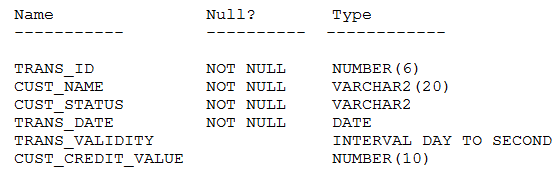 Name Null? Type
----------- ---------- ------------
TRANS_ID NOT NULL NUMBER(6)
CUST_NAME NOT NULL VARCHAR2(20)
CUST_STATUS NOT NULL VARCHAR2
TRANS_DATE NOT NULL DATE
TRANS_VALIDITY INTERVAL DAY TO SECOND
CUST_CREDIT_VALUE NUMBER(10)